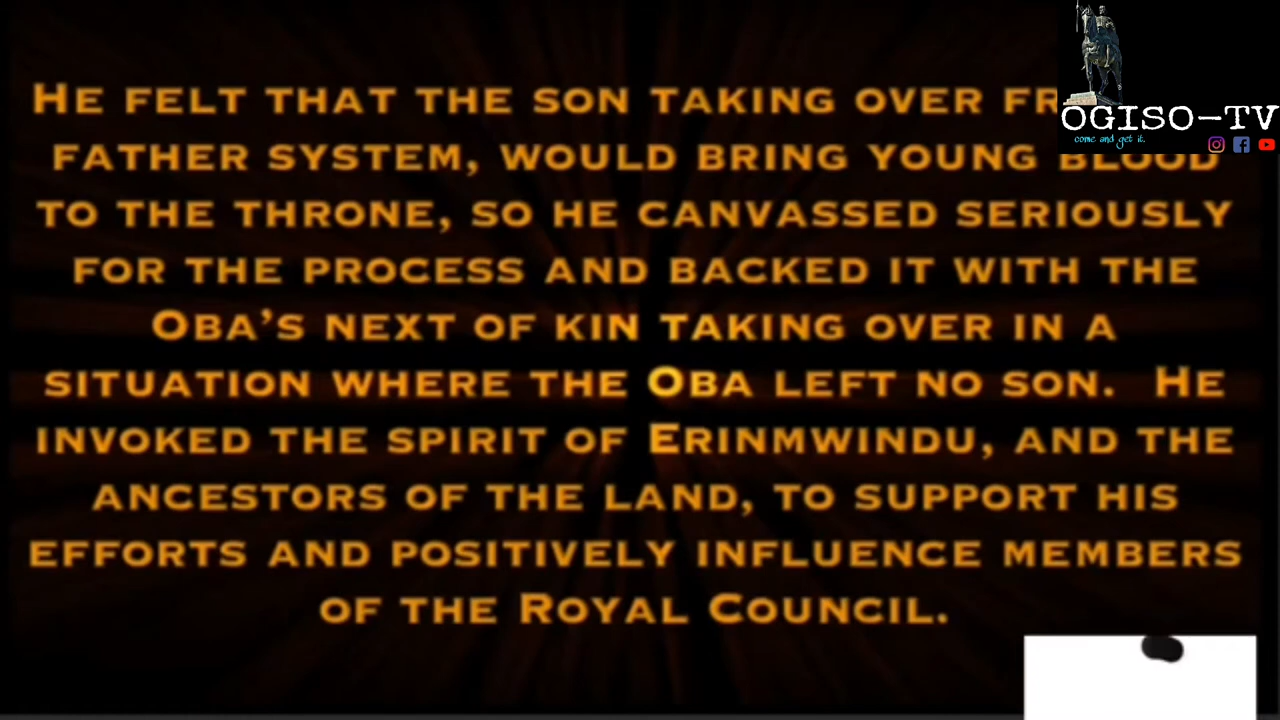 HE FELT THAT THE SON TAKING OVER FR
FATHER SYSTEM, WOULD BRING YOUNG BLOOD
TO THE THRONE, SO HE CANVASSED SERIOUSLY
FOR THE PROCESS AND BACKED IT WITH THE
OBA'S NEXT OF KIN TAKING OVER IN A
SITUATION WHERE THE OBA LEFT NO SON. HE
INVOKED THE SPIRIT OF ERINMWINDU, AND THE
ANCESTORS OF THE LAND, TO SUPPORT HIS
EFFORTS AND POSITIVELY INFLUENCE MEMBERS
OF THE ROYAL COUNCIL.
OGISO-TV
come and get it.